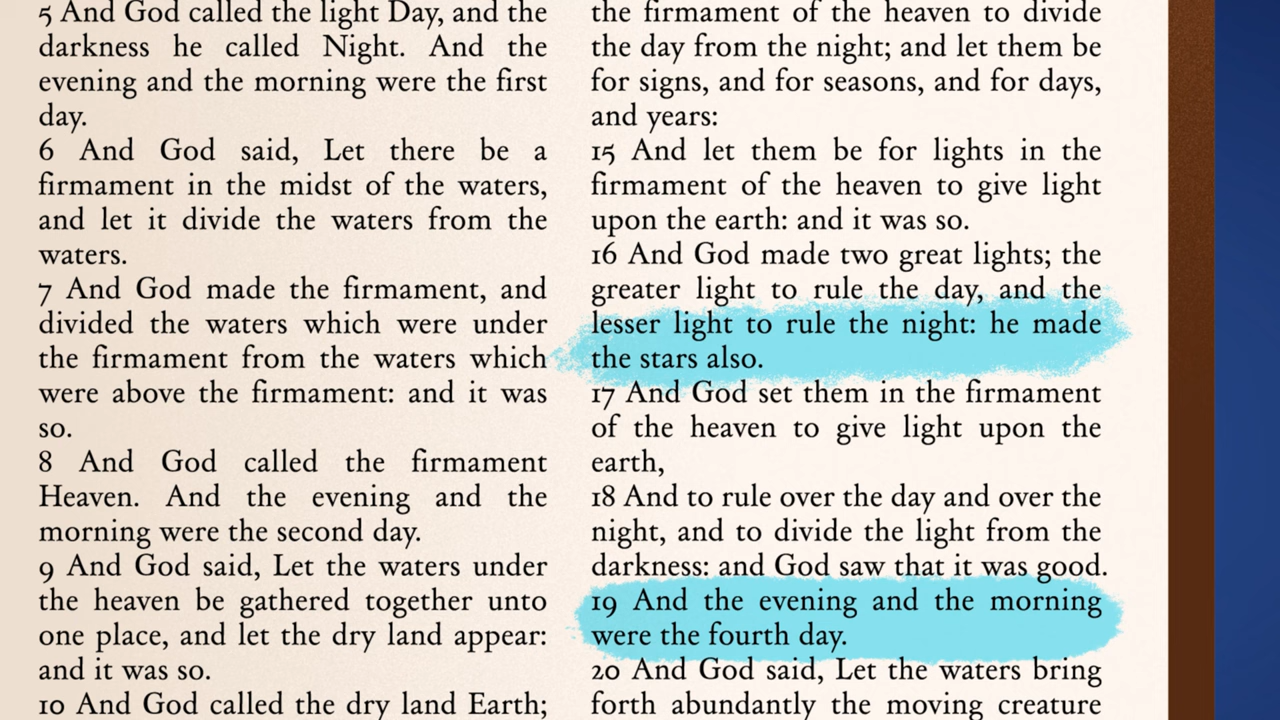 5 And God called the light Day, and the
darkness he called Night. And the
evening and the morning were the first
day.
6 And God said, Let there be a
firmament in the midst of the waters,
and let it divide the waters from the
waters.
7 And God made the firmament, and
divided the waters which were under
the firmament from the waters which
were above the firmament: and it was
so.
8 And God called the firmament
Heaven. And the evening and the
morning were the second day.
9 And God said, Let the waters under
the heaven be gathered together unto
one place, and let the dry land appear:
and it was so.
10 And God called the dry land Earth;
the firmament of the heaven to divide
the day from the night; and let them be
for signs, and for seasons, and for days,
and years:
15 And let them be for lights in the
firmament of the heaven to give light
upon the earth: and it was so.
16 And God made two great lights; the
greater light to rule the day, and the
lesser light to rule the night: he made
the stars also.
17 And God set them in the firmament
of the heaven to give light upon the
earth,
18 And to rule over the day and over the
night, and to divide the light from the
darkness: and God saw that it was good.
19 And the evening and the morning
were the fourth day.
20 And God said, Let the waters bring
forth abundantly the moving creature